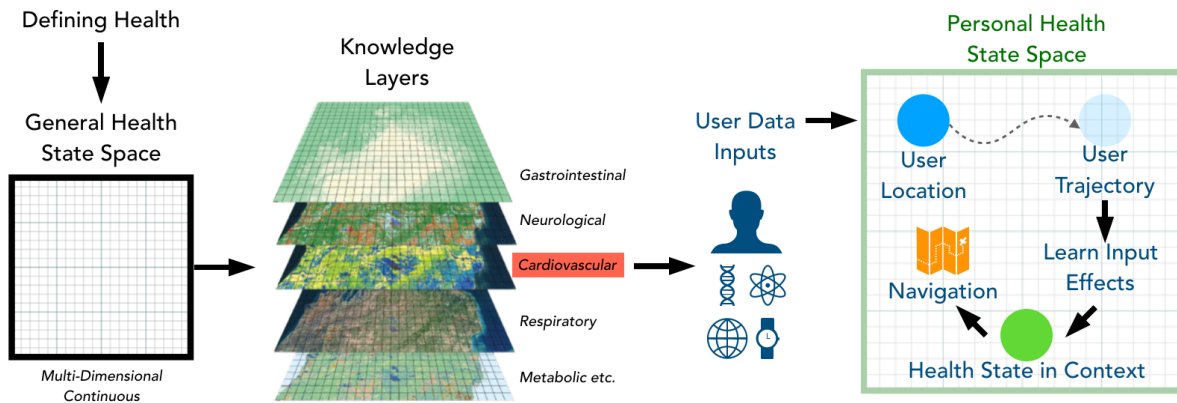 Defining Health
General Health
State Space
Multi-Dimensional
Continuous
Knowledge
Layers
Gastrointestinal
Neurological
Cardiovascular
Respiratory
Metabolic etc.
User Data
Inputs
Personal Health
State Space
User
Location
User
Trajectory
Learn Input
Effects
Navigation
Health State in Context